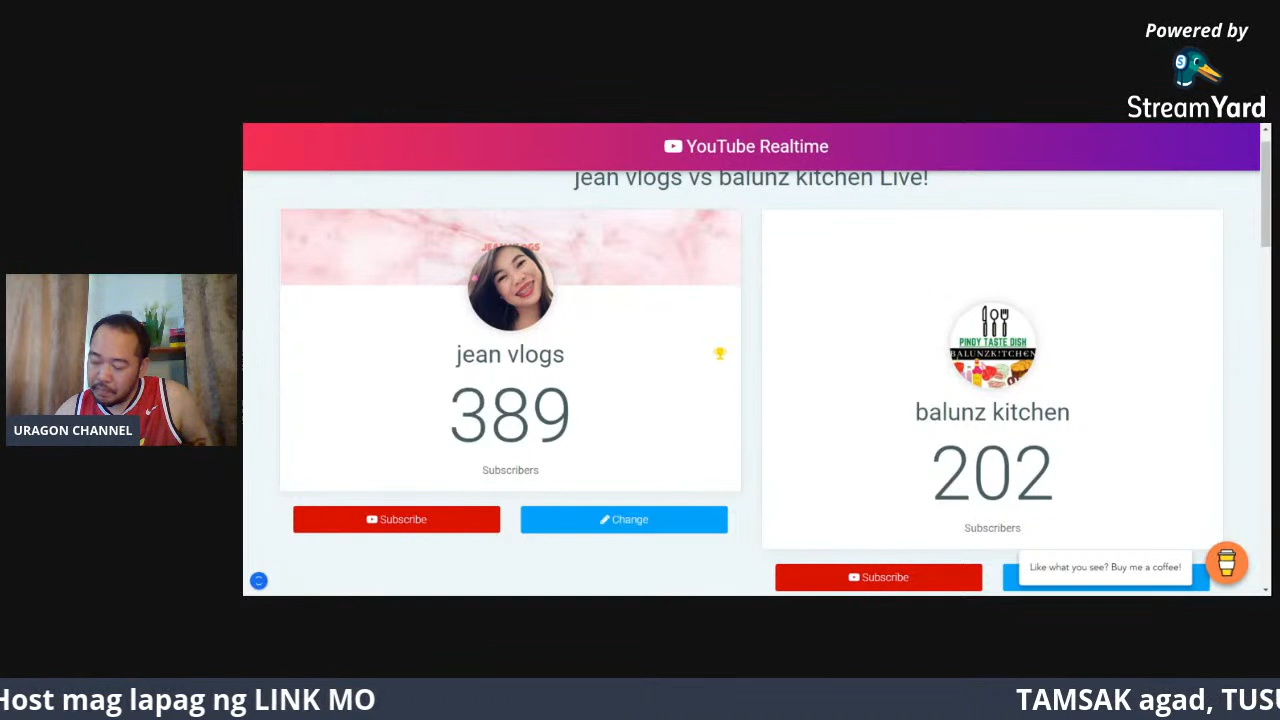 Powered by
StreamYard
YouTube Realtime
jean vlogs vs balunz kitchen Live!
jean vlogs
389
Subscribers
Subscribe
Change
PINOY TASTE DISH
BALUNZKITCHEN
balunz kitchen
202
Subscribers
Subscribe
Like what you see? Buy me a coffee!
URAGON CHANNEL
Host mag lapag ng LINK MO
TAMSAK agad, TUSU